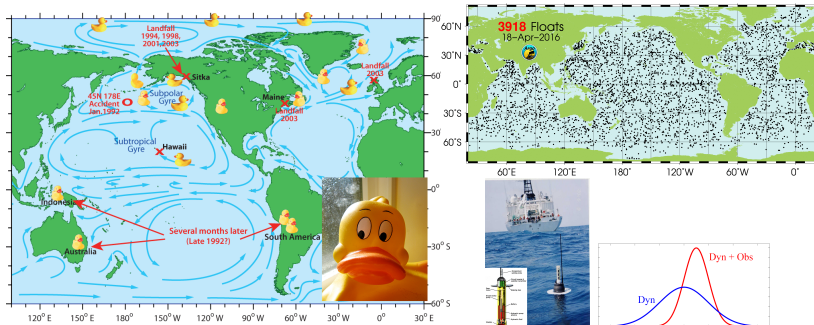 Landfall
1994, 1998,
2001,2003
Sitka
Landfall
2003
45N 178E
Accident
Jan.1992
Subpolar
Gyre
Maine
Landfall
2003
Subtropical
Gyre
Hawaii
Indonesia
Several months later
(Late 1992?)
Australia
South America
90°
60°
30
0°
30° S
60° S
120° E
150° E
180°
150° W
120° W
90° W
60° W
30° W
0°
30° E
3918 Floats
18-Apr-2016
60°N
30°N
0°
30°S
60°S
60°E
120°E
180°
120°W
60°W
0°
Dyn + Obs
Dyn